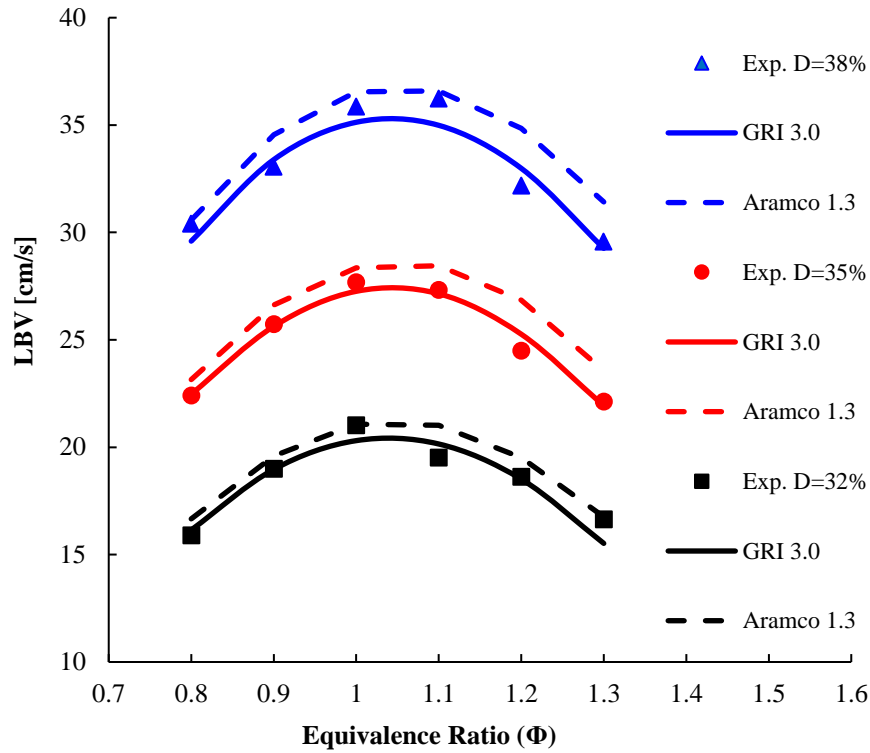 40
35
30
25
20
15
10
LBV [cm/s]
0.7 0.8 0.9 1 1.1 1.2 1.3 1.4 1.5 1.6
Equivalence Ratio (Φ)
Exp. D=38%
GRI 3.0
Aramco 1.3
Exp. D=35%
GRI 3.0
Aramco 1.3
Exp. D=32%
GRI 3.0
Aramco 1.3